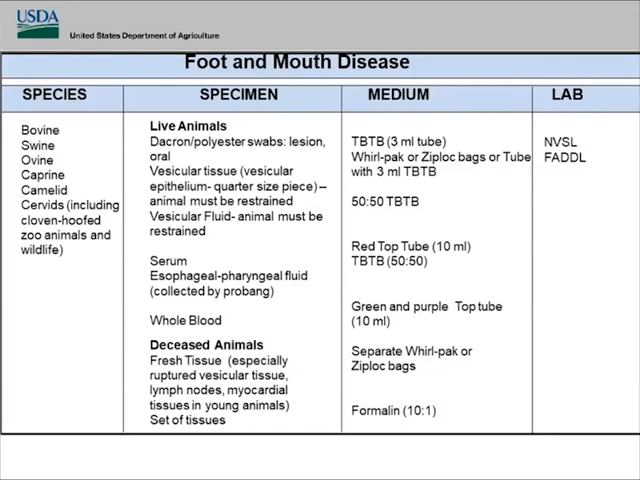 USDA
United States Department of Agriculture
Foot and Mouth Disease
SPECIES
SPECIMEN
MEDIUM
LAB
Bovine
Swine
Ovine
Caprine
Camelid
Cervids (including
cloven-hoofed
zoo animals and
wildlife)
Live Animals
Dacron/polyester swabs: lesion,
oral
Vesicular tissue (vesicular
epithelium- quarter size piece) –
animal must be restrained
Vesicular Fluid- animal must be
restrained
Serum
Esophageal-pharyngeal fluid
(collected by probang)
Whole Blood
Deceased Animals
Fresh Tissue (especially
ruptured vesicular tissue,
lymph nodes, myocardial
tissues in young animals)
Set of tissues
TBTB (3 ml tube)
Whirl-pak or Ziploc bags or Tube
with 3 ml TBTB
50:50 TBTB
Red Top Tube (10 ml)
TBTB (50:50)
Green and purple Top tube
(10 ml)
Separate Whirl-pak or
Ziploc bags
Formalin (10:1)
NVSL
FADDL